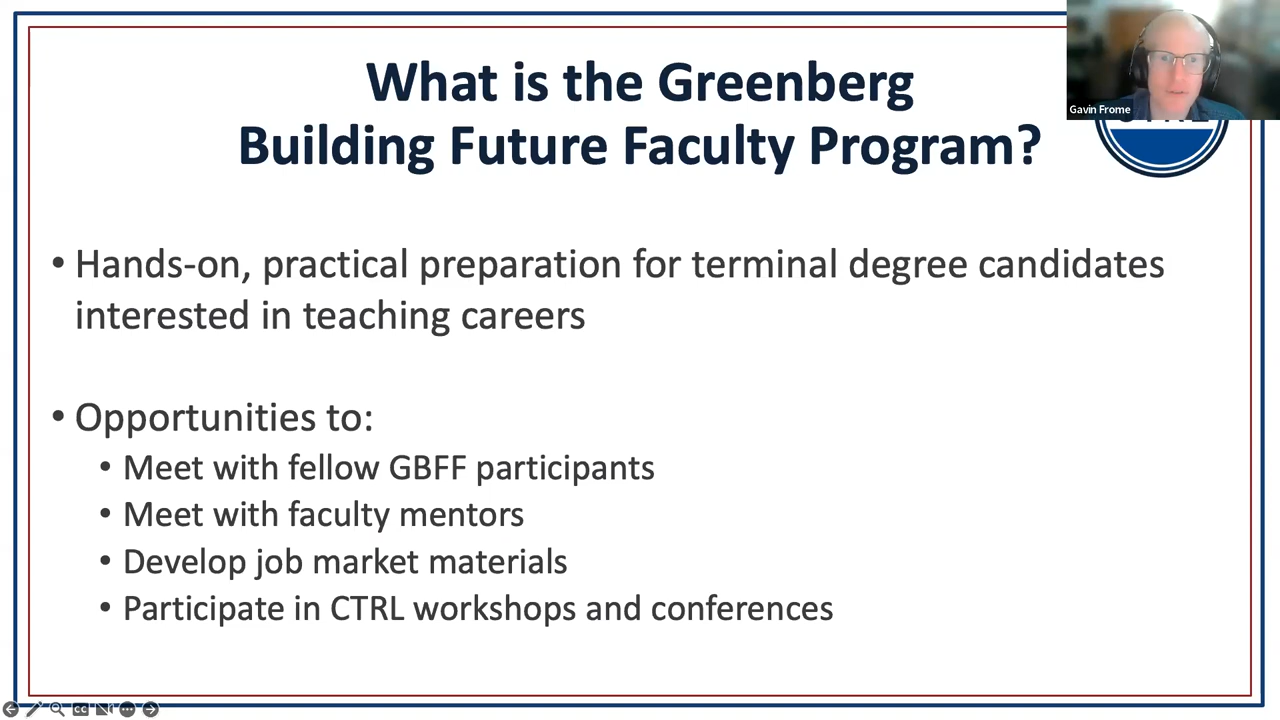 What is the Greenberg
Building Future Faculty Program?
Gavin Frome
• Hands-on, practical preparation for terminal degree candidates
interested in teaching careers
• Opportunities to:
• Meet with fellow GBFF participants
• Meet with faculty mentors
• Develop job market materials
• Participate in CTRL workshops and conferences
CC